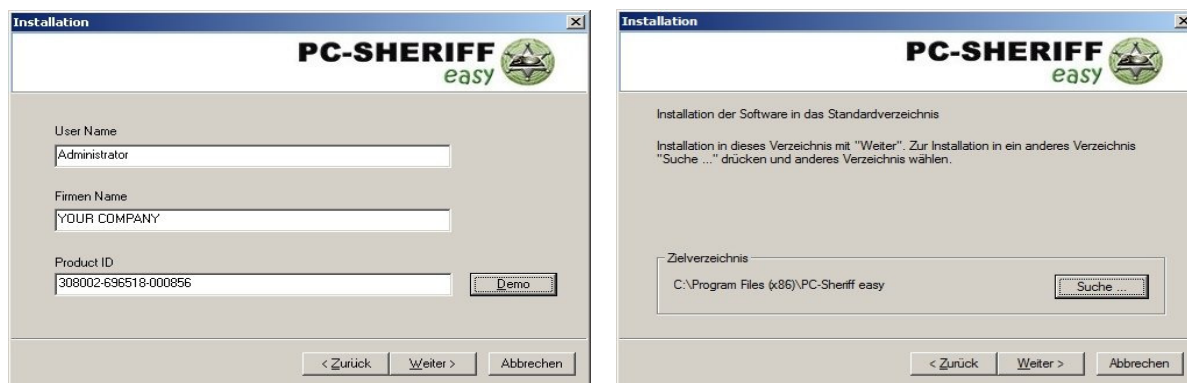 Installation
PC-SHERIFF
easy
User Name
Administrator
Firmen Name
YOUR COMPANY
Product ID
308002-696518-000856
Demo
< Zurück
Weiter >
Abbrechen
Installation
PC-SHERIFF
easy
Installation der Software in das Standardverzeichnis
Installation in dieses Verzeichnis mit "Weiter". Zur Installation in ein anderes Verzeichnis
"Suche ..." drücken und anderes Verzeichnis wählen.
Zielverzeichnis
C:\Program Files (x86)\PC-Sheriff easy
Suche ...
< Zurück
Weiter >
Abbrechen